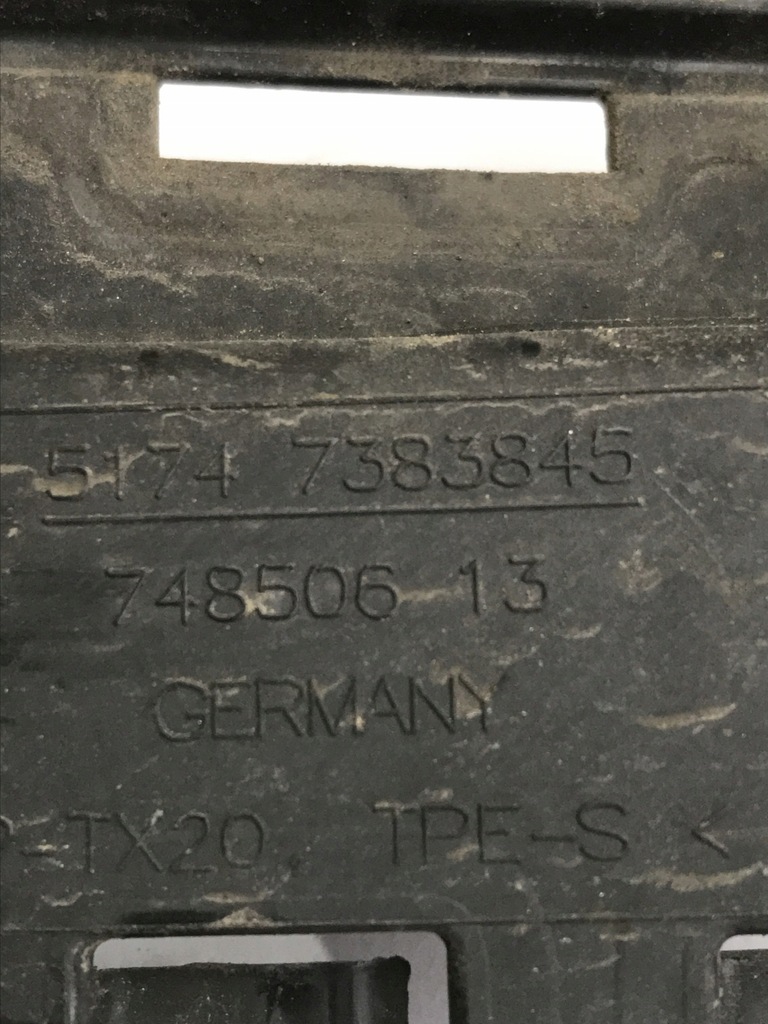 5174 7383845
748506 13
GERMANY
P-TX20, TPE-S <